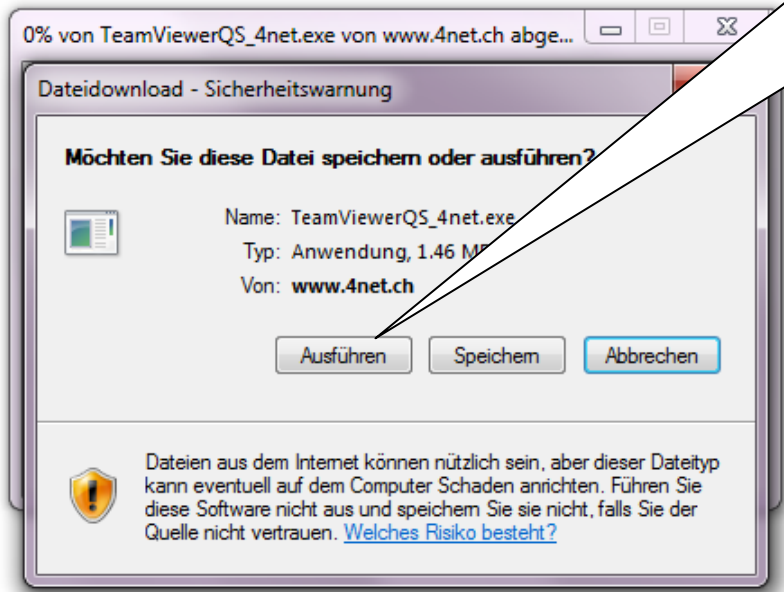 0% von TeamViewerQS_4net.exe von www.4net.ch abge...
Dateidownload - Sicherheitswarnung
Möchten Sie diese Datei speichern oder ausführen?
Name: TeamViewerQS_4net.exe
Typ: Anwendung, 1.46
Von: www.4net.ch
Ausführen Speichern Abbrechen
Dateien aus dem Internet können nützlich sein, aber dieser Dateityp
kann eventuell auf dem Computer Schaden anrichten. Führen Sie
diese Software nicht aus und speichern Sie sie nicht, falls Sie der
Quelle nicht vertrauen. Welches Risiko besteht?